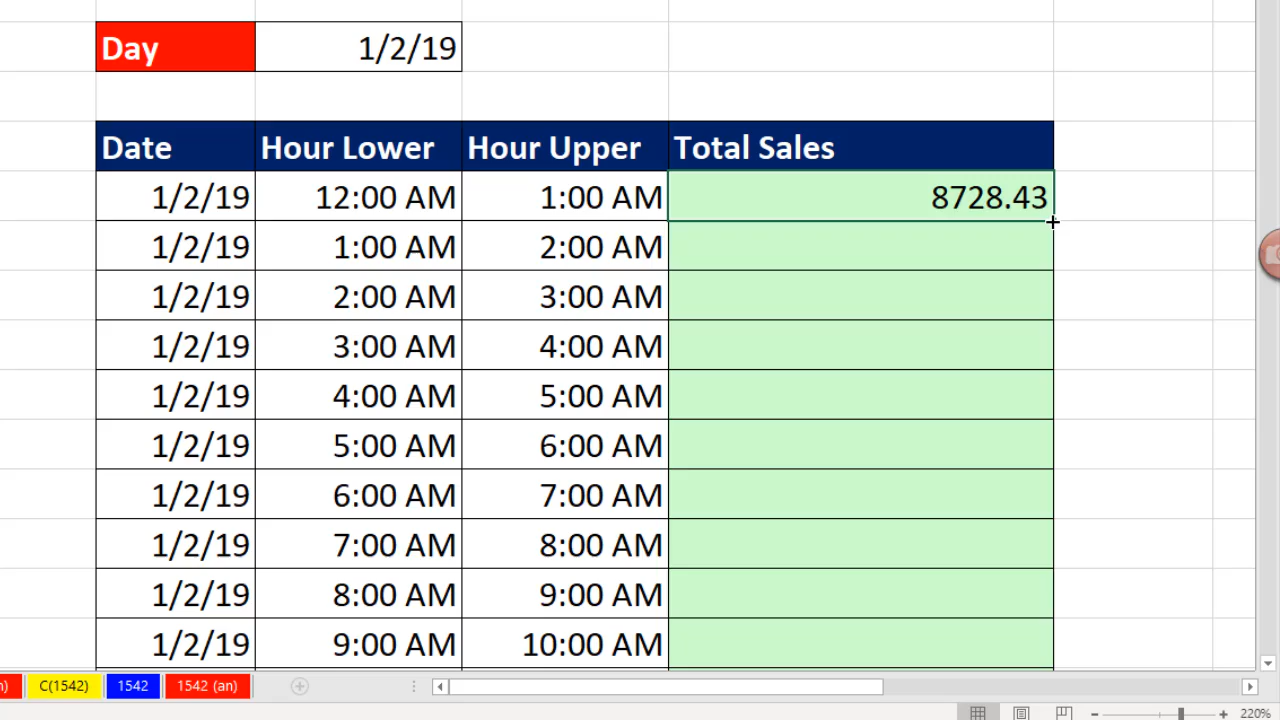 Day 1/2/19
Date Hour Lower Hour Upper Total Sales
1/2/19 12:00 AM 1:00 AM 8728.43
1/2/19 1:00 AM 2:00 AM
1/2/19 2:00 AM 3:00 AM
1/2/19 3:00 AM 4:00 AM
1/2/19 4:00 AM 5:00 AM
1/2/19 5:00 AM 6:00 AM
1/2/19 6:00 AM 7:00 AM
1/2/19 7:00 AM 8:00 AM
1/2/19 8:00 AM 9:00 AM
1/2/19 9:00 AM 10:00 AM
C(1542) 1542 1542 (an)
220%